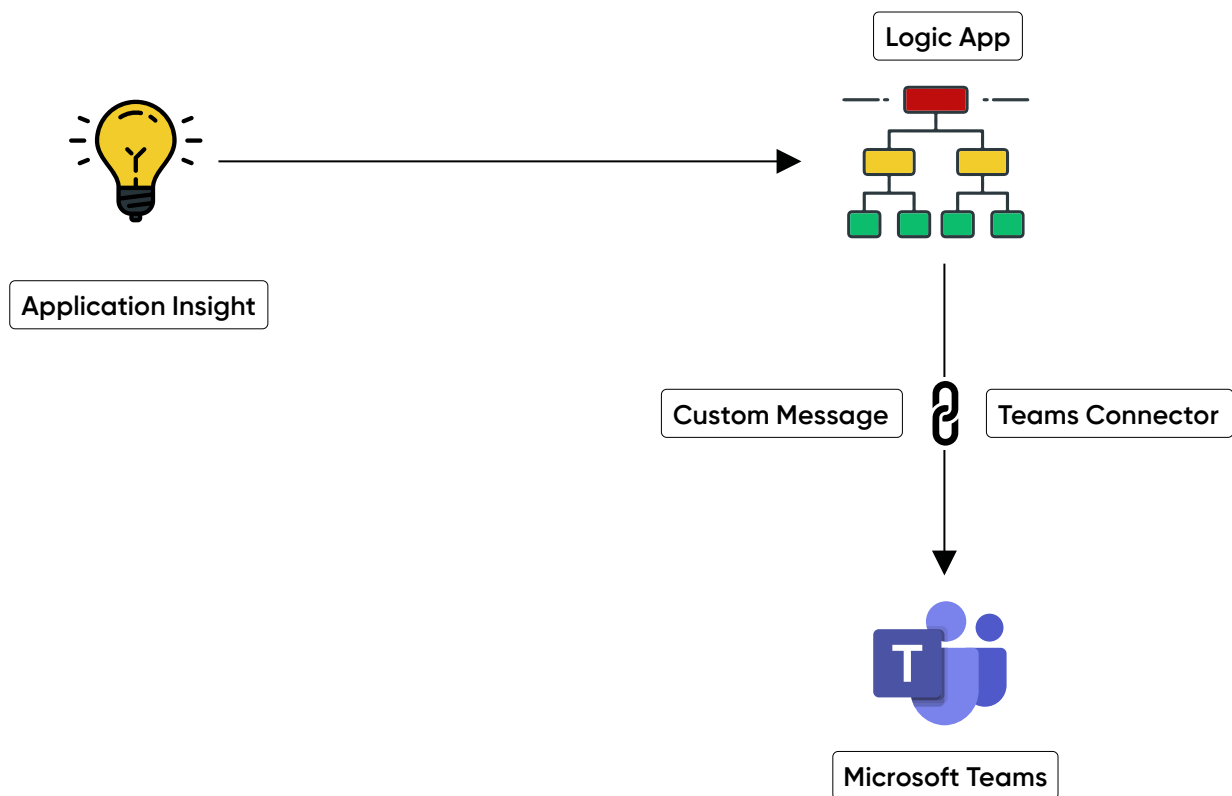 Logic App
Application Insight
Custom Message
Teams Connector
T
Microsoft Teams